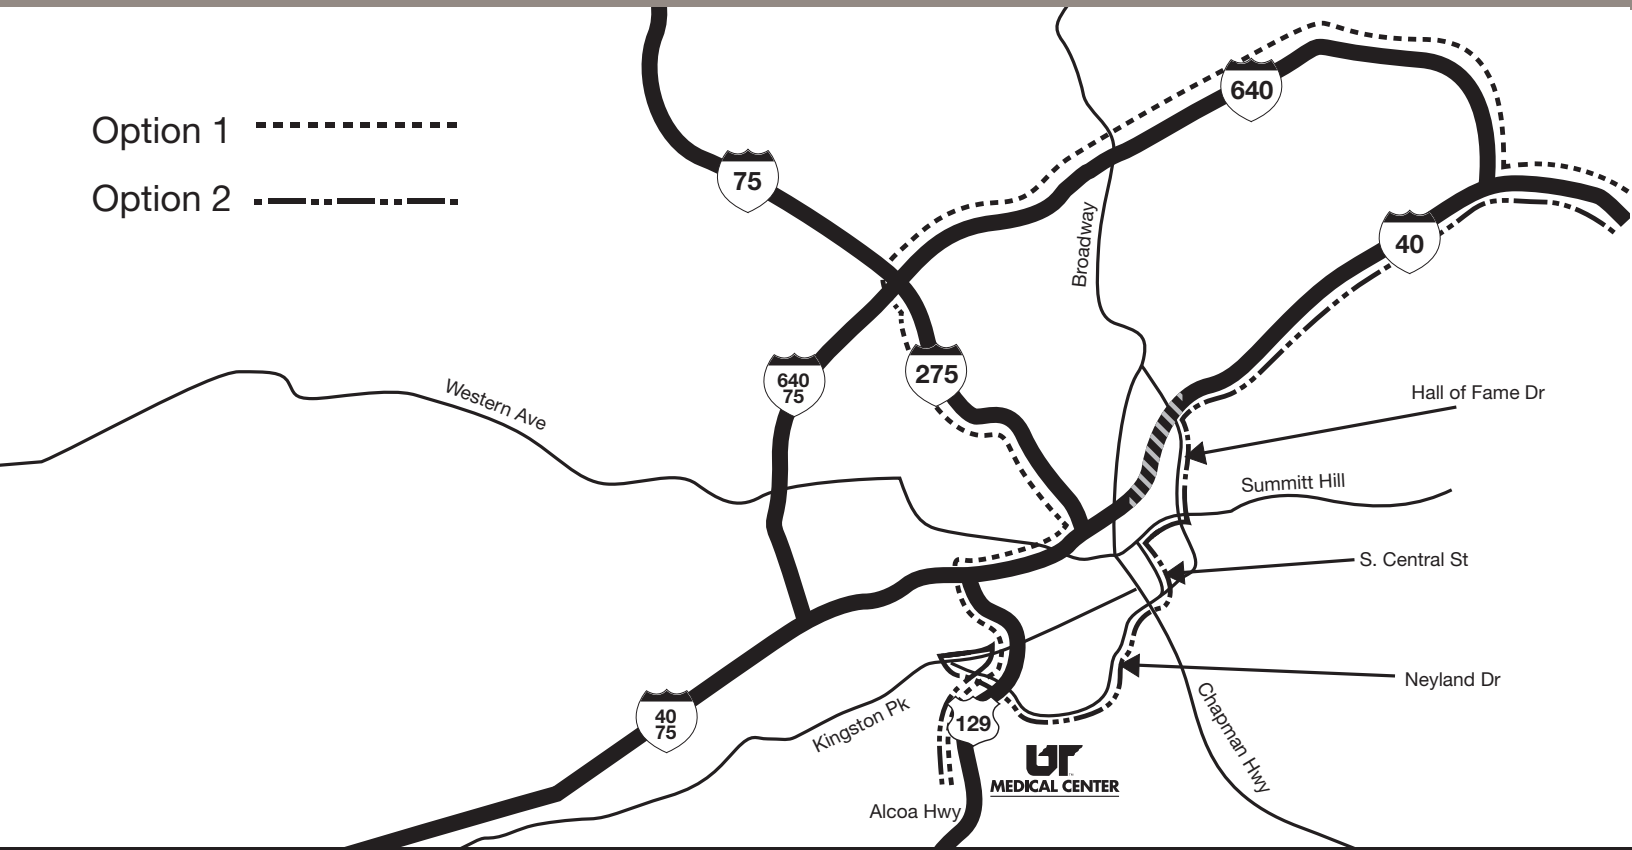 640
Option 1
75
Option 2
Broadway
40
275
640
75
Western Ave
Hall of Fame Dr
Summitt Hill
S. Central St
Neyland Dr
Chapman Hwy
Kingston Pk
40
75
129
UT
MEDICAL CENTER
Alcoa Hwy